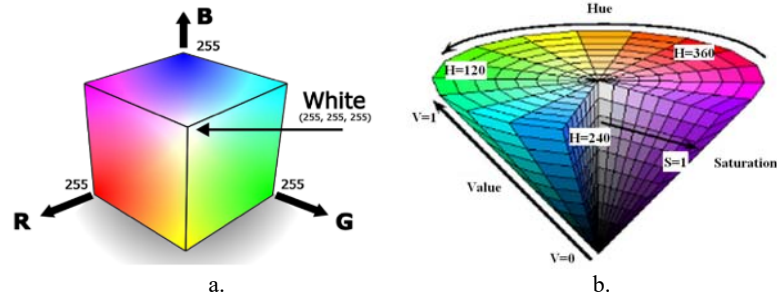 B
255
White
(255, 255, 255)
255
255
R
G
a.
Hue
H=360
H=120
V=1
H=240
S=1
Saturation
Value
V=0
b.